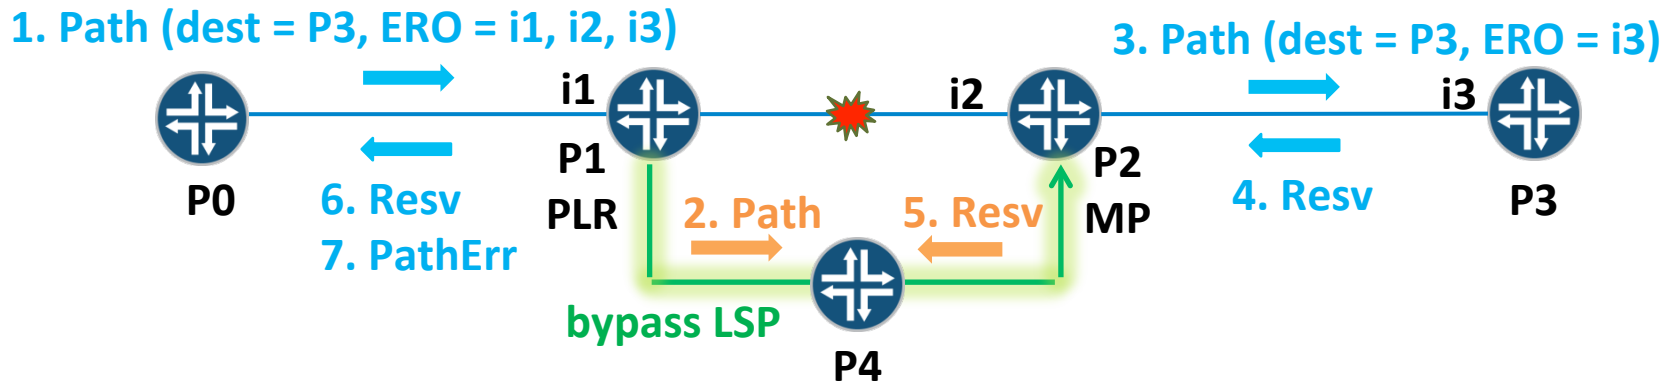 1. Path (dest = P3, ERO = i1, i2, i3)
3. Path (dest = P3, ERO = i3)
i1
i2
i3
P0
P1
PLR
P2
MP
P3
6. Resv
7. PathErr
2. Path
5. Resv
4. Resv
bypass LSP
P4